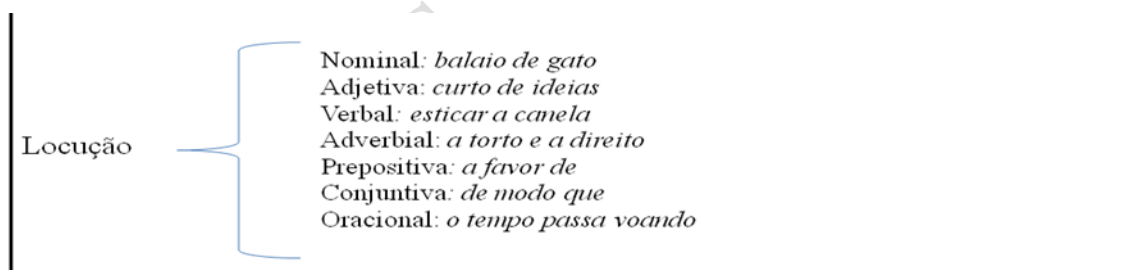 Nominal: balaio de gato
Adjetiva: curto de ideias
Verbal: esticar a canela
Locução
Adverbial: a torto e a direito
Prepositiva: a favor de
Conjuntiva: de modo que
Oracional: o tempo passa voando